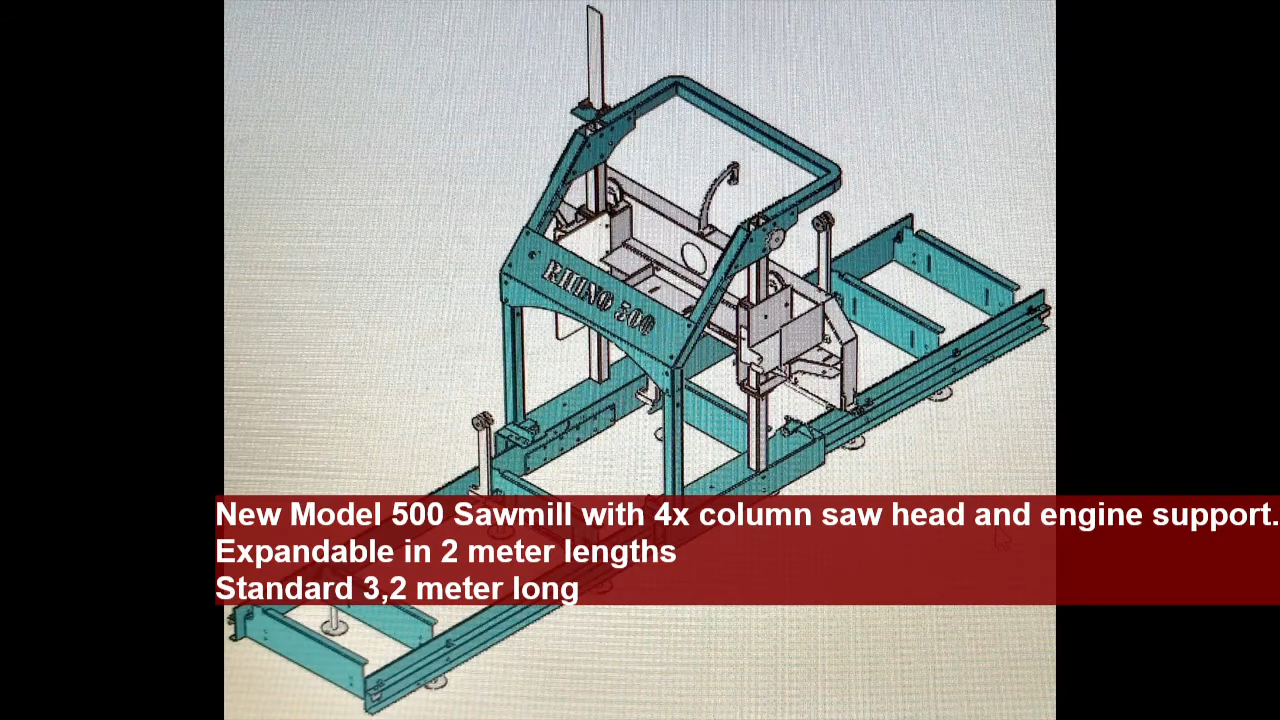 RHINO 500
New Model 500 Sawmill with 4x column saw head and engine support.
Expandable in 2 meter lengths
Standard 3,2 meter long